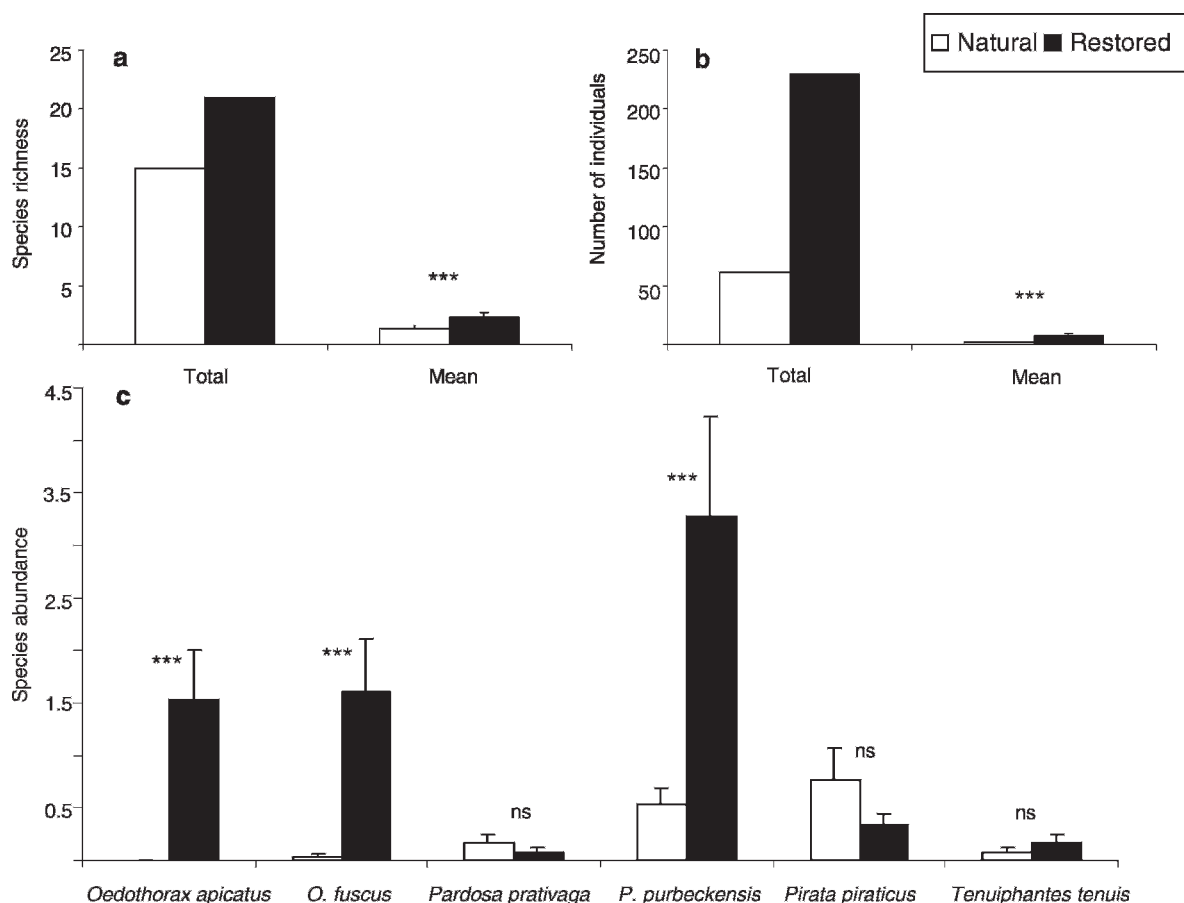 Natural Restored
a
25
20
15
10
5
Species richness
***
Total Mean
b
250
200
150
100
50
Number of individuals
***
Total Mean
c
4.5
3.5
2.5
1.5
0.5
Species abundance
***
***
ns
***
ns
ns
Oedothorax apicatus O. fuscus Pardosa prativaga P. purbeckensis Pirata piraticus Tenuiphantes tenuis